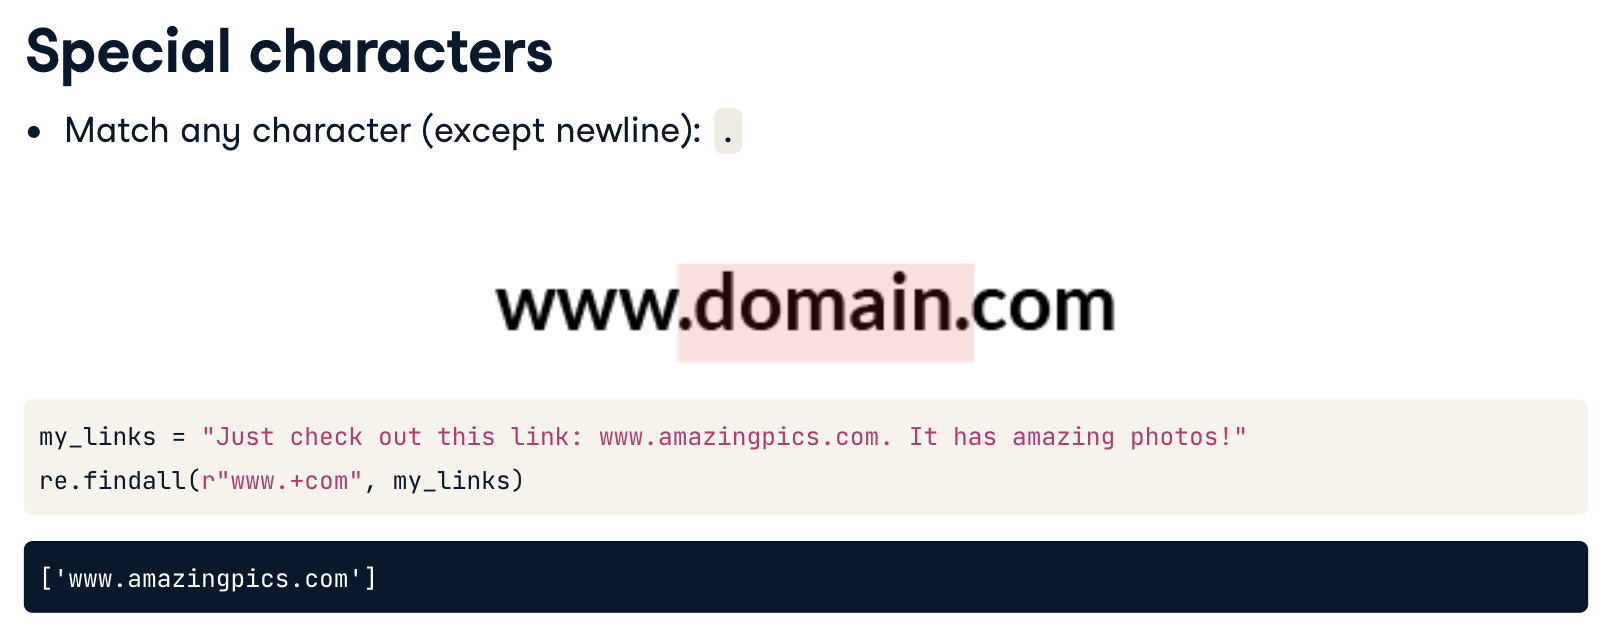 Special characters
• Match any character (except newline): .
www.domain.com
my_links = "Just check out this link: www.amazingpics.com. It has amazing photos!"
re.findall(r"www.+com", my_links)
['www.amazingpics.com']